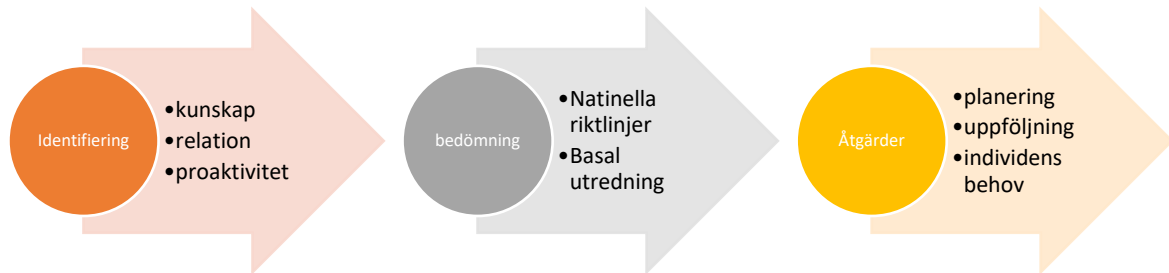 Identifiering
•kunskap
•relation
•proaktivitet
bedömning
•Natinella
riktlinjer
•Basal
utredning
Åtgärder
•planering
•uppföljning
•individens
behov